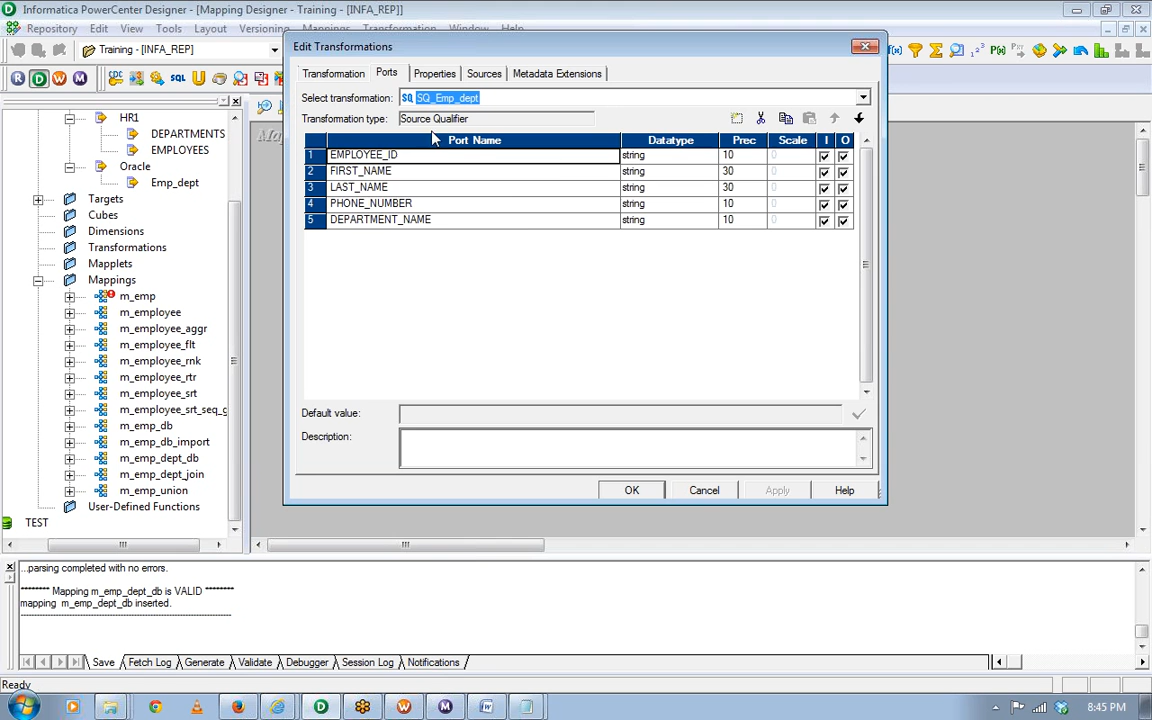 Informatica PowerCenter Designer - [Mapping Designer - Training - [INFA_REP]]
Repository Edit View Tools Layout Versioning Mappings Transformation Window Help
Training - [INFA_REP]
Edit Transformations
Transformation Ports Properties Sources Metadata Extensions
Select transformation: SQ_Emp_dept
Transformation type: Source Qualifier
Port Name Datatype Prec Scale I O
1 EMPLOYEE_ID string 10 0
2 FIRST_NAME string 30 0
3 LAST_NAME string 30 0
4 PHONE_NUMBER string 10 0
5 DEPARTMENT_NAME string 10 0
Default value:
Description:
OK Cancel Apply Help
HR1
DEPARTMENTS
EMPLOYEES
Oracle
Emp_dept
Targets
Cubes
Dimensions
Transformations
Mapplets
Mappings
m_emp
m_employee
m_employee_aggr
m_employee_flt
m_employee_rnk
m_employee_rtr
m_employee_srt
m_employee_srt_seq_g
m_emp_db
m_emp_db_import
m_emp_dept_db
m_emp_dept_join
m_emp_union
User-Defined Functions
TEST
...parsing completed with no errors.
******** Mapping m_emp_dept_db is VALID ********
mapping m_emp_dept_db inserted.
Save Fetch Log Generate Validate Debugger Session Log Notifications
Ready
8:45 PM